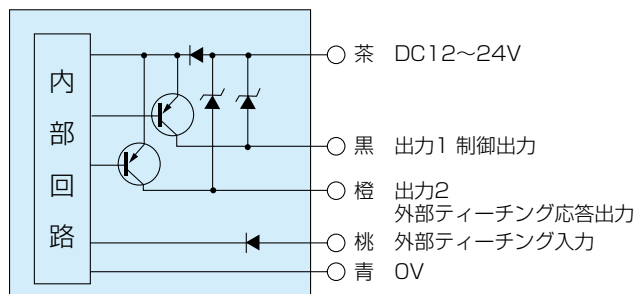 内部回路
茶 DC12～24V
黒 出力1 制御出力
橙 出力2
外部ティーチング応答出力
桃 外部ティーチング入力
青 0V